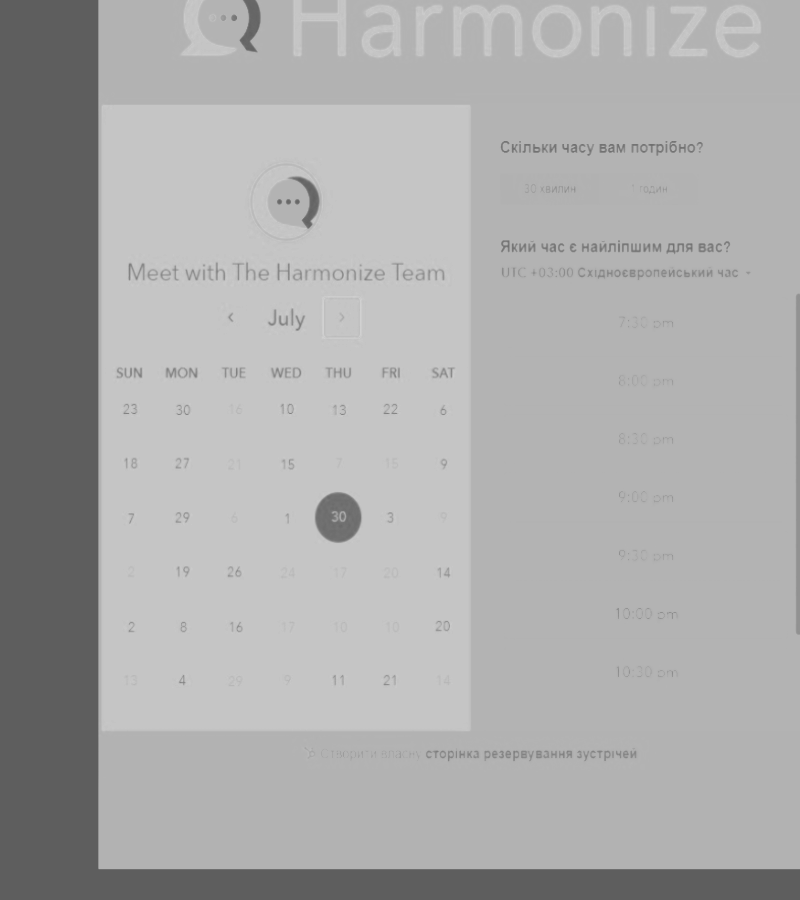 Harmonize
Meet with The Harmonize Team
July
SUN MON TUE WED THU FRI SAT
23 30 16 10 13 22 6
18 27 21 15 7 15 9
7 29 6 1 30 3 9
2 19 26 24 17 20 14
2 8 16 17 10 10 20
13 4 29 9 11 21 14
Скільки часу вам потрібно?
30 хвилин 1 годин
Який час є найліпшим для вас?
UTC +03:00 Східноєвропейський час
7:30 pm
8:00 pm
8:30 pm
9:00 pm
9:30 pm
10:00 pm
10:30 pm
Створити власну сторінка резервування зустрічей